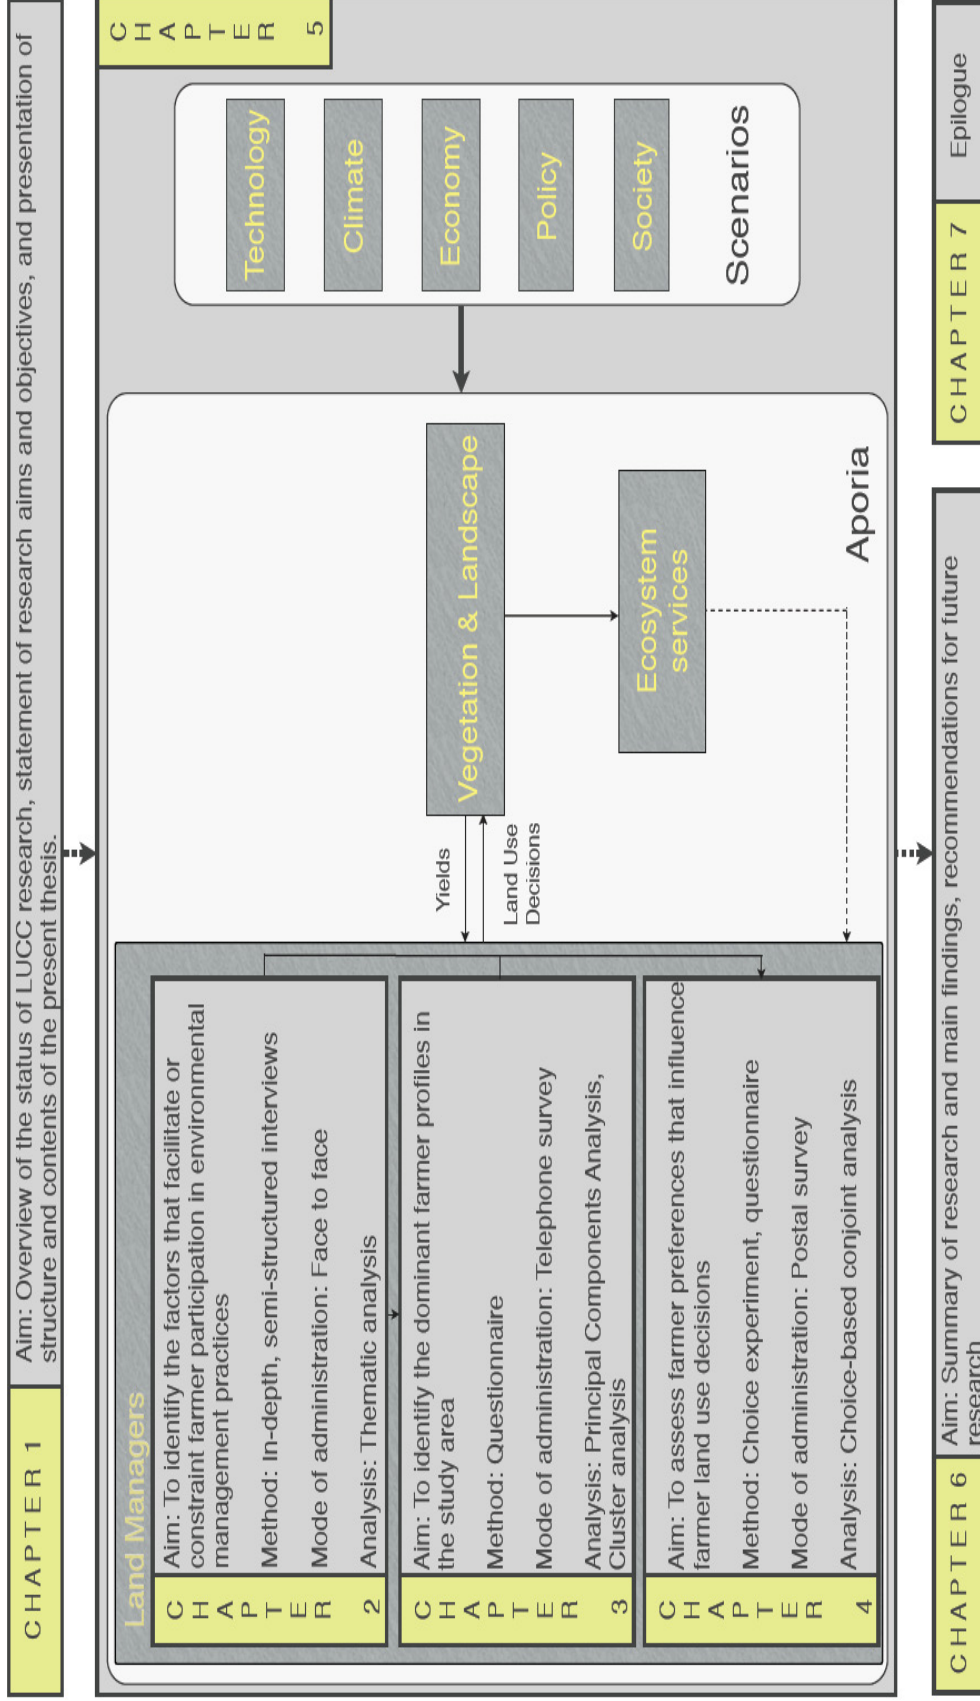 CHAPTER 1
Aim: Overview of the status of LUCC research, statement of research aims and objectives, and presentation of
structure and contents of the present thesis.
CHAPTER
5
Land Managers
CHAPTER
2
Aim: To identify the factors that facilitate or
constraint farmer participation in environmental
management practices
Method: In-depth, semi-structured interviews
Mode of administration: Face to face
Analysis: Thematic analysis
CHAPTER
3
Aim: To identify the dominant farmer profiles in
the study area
Method: Questionnaire
Mode of administration: Telephone survey
Analysis: Principal Components Analysis,
Cluster analysis
CHAPTER
4
Aim: To assess farmer preferences that influence
farmer land use decisions
Method: Choice experiment, questionnaire
Mode of administration: Postal survey
Analysis: Choice-based conjoint analysis
Yields
Land Use
Decisions
Vegetation & Landscape
Ecosystem
services
Aporia
Technology
Climate
Economy
Policy
Society
Scenarios
CHAPTER 6
Aim: Summary of research and main findings, recommendations for future
research
CHAPTER 7
Epilogue